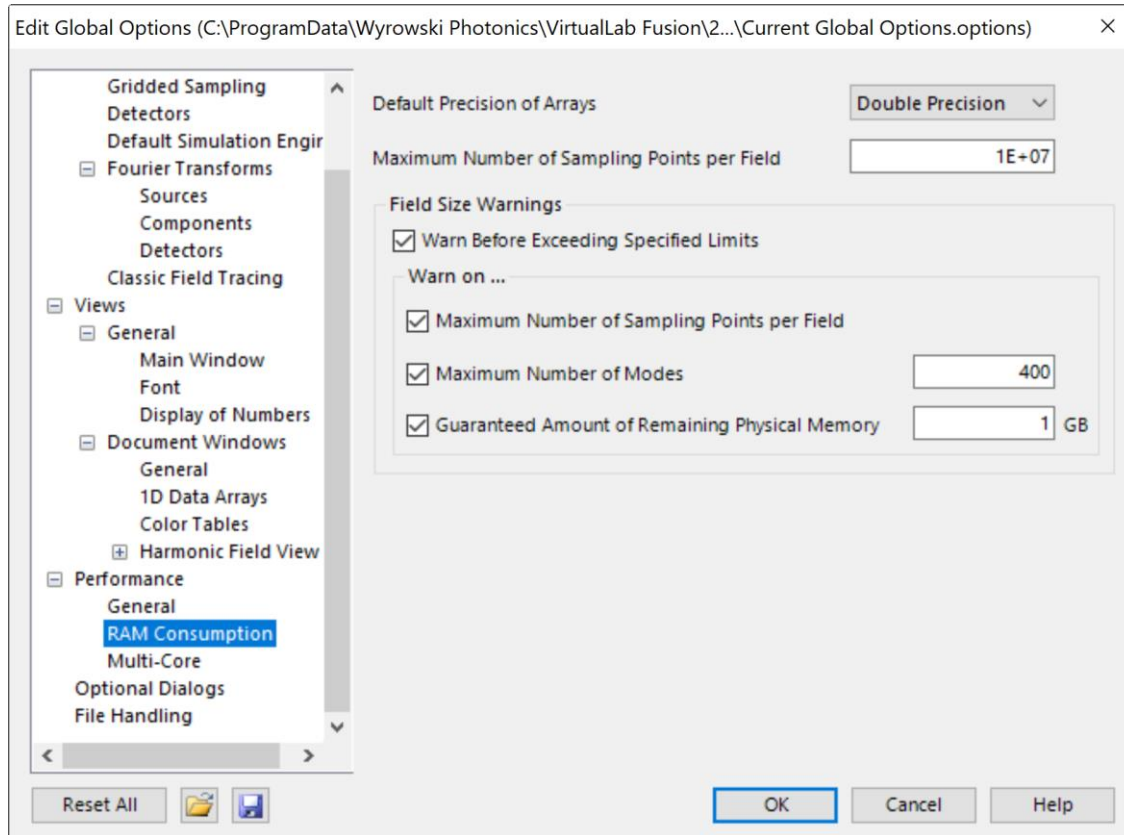 Edit Global Options (C:\ProgramData\Wyrowski Photonics\VirtualLab Fusion\2...\Current Global Options.options)
Gridded Sampling
Detectors
Default Simulation Engir
Fourier Transforms
Sources
Components
Detectors
Classic Field Tracing
Views
General
Main Window
Font
Display of Numbers
Document Windows
General
1D Data Arrays
Color Tables
Harmonic Field View
Performance
General
RAM Consumption
Multi-Core
Optional Dialogs
File Handling
Default Precision of Arrays Double Precision
Maximum Number of Sampling Points per Field 1E+07
Field Size Warnings
Warn Before Exceeding Specified Limits
Warn on ...
Maximum Number of Sampling Points per Field
Maximum Number of Modes 400
Guaranteed Amount of Remaining Physical Memory 1 GB
Reset All OK Cancel Help